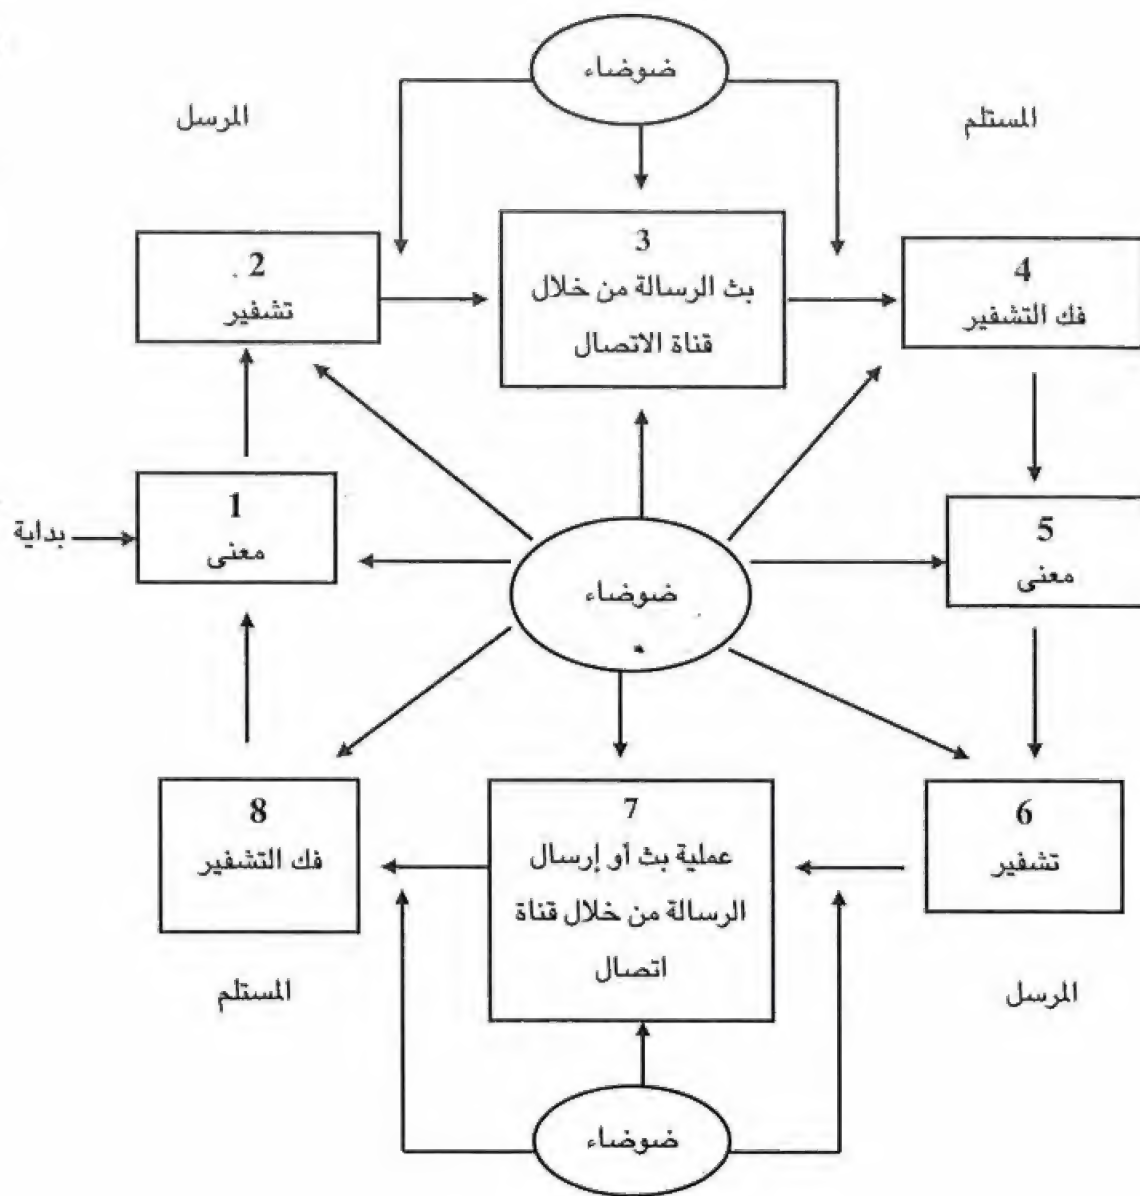 ضوضاء
المرسل
المستلم
2
تشفير
3
بث الرسالة من خلال
قناة الاتصال
4
فك التشفير
بداية
1
معنى
ضوضاء
5
معنى
8
فك التشفير
7
عملية بث أو إرسال
الرسالة من خلال قناة
اتصال
6
تشفير
المستلم
المرسل
ضوضاء